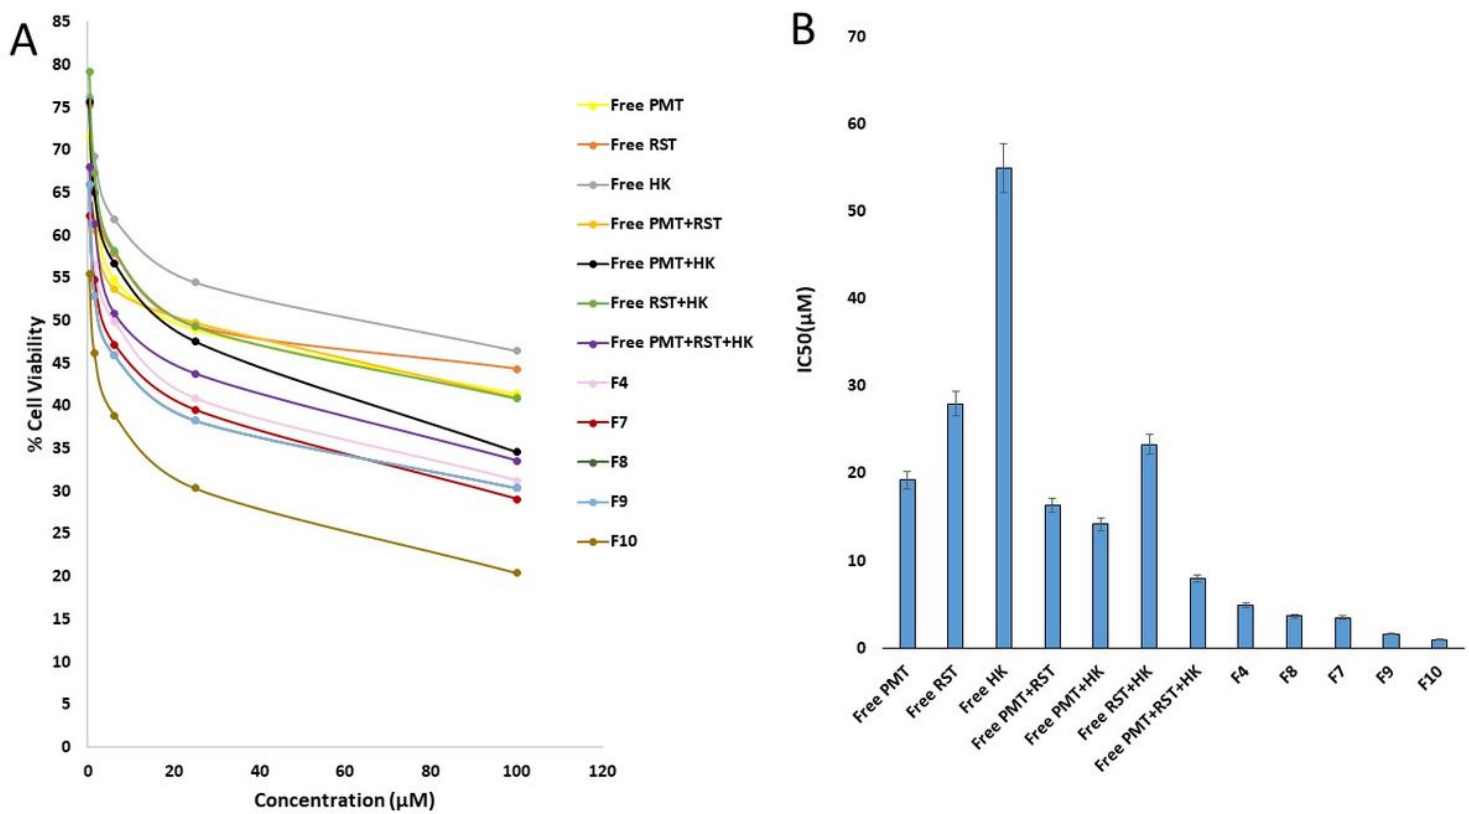 A
85
80
75
70
65
60
55
50
45
40
35
30
25
20
15
10
5
0
% Cell Viability
0 20 40 60 80 100 120
Concentration (µM)
Free PMT
Free RST
Free HK
Free PMT+RST
Free PMT+HK
Free RST+HK
Free PMT+RST+HK
F4
F7
F8
F9
F10
B
70
60
50
40
30
20
10
0
IC50(µM)
Free PMT
Free RST
Free HK
Free PMT+RST
Free PMT+HK
Free RST+HK
Free PMT+RST+HK
F4
F8
F7
F9
F10